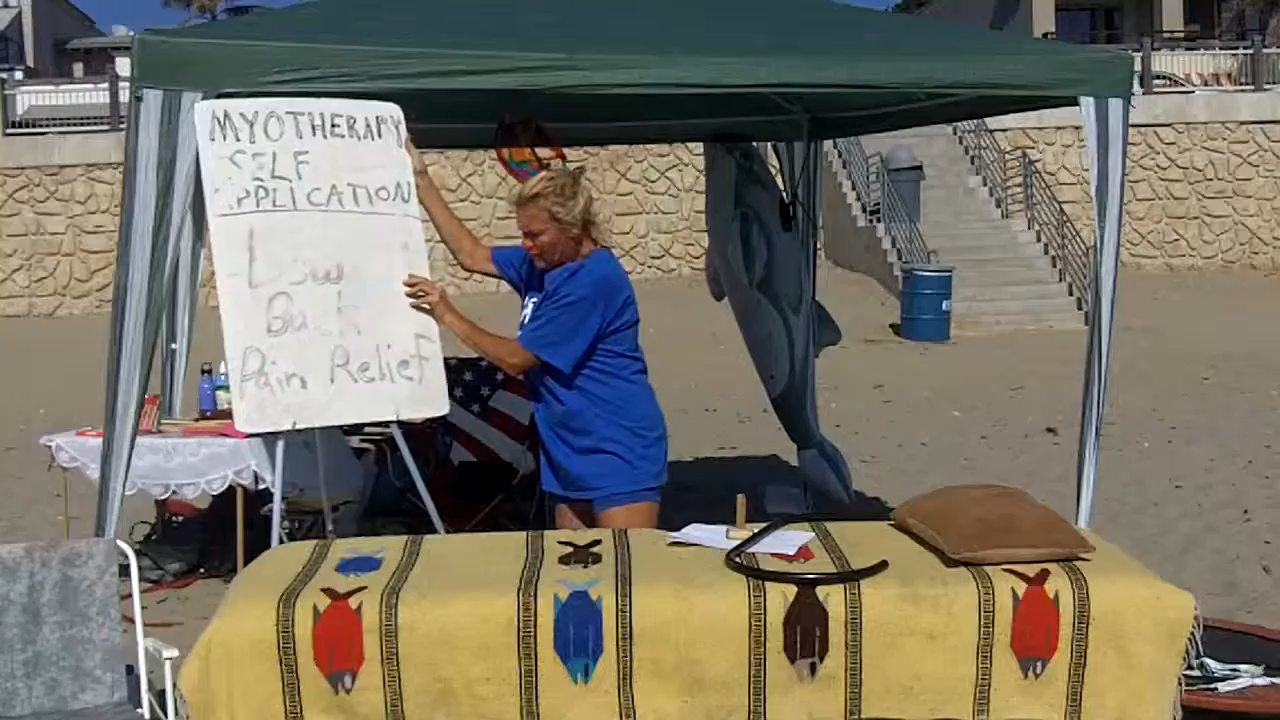 MYOTHERAPY
SELF
APPLICATION
Low
Back
Pain Relief